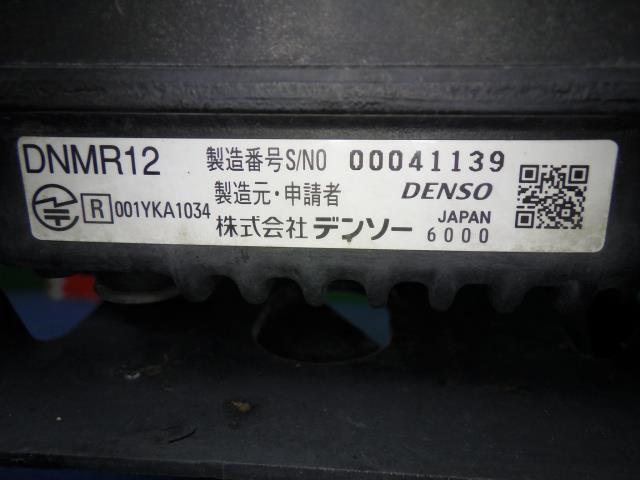 DNMR12 製造番号S/NO 00041139
R 001YKA1034 製造元・申請者 DENSO
株式会社 デンソー JAPAN
6000